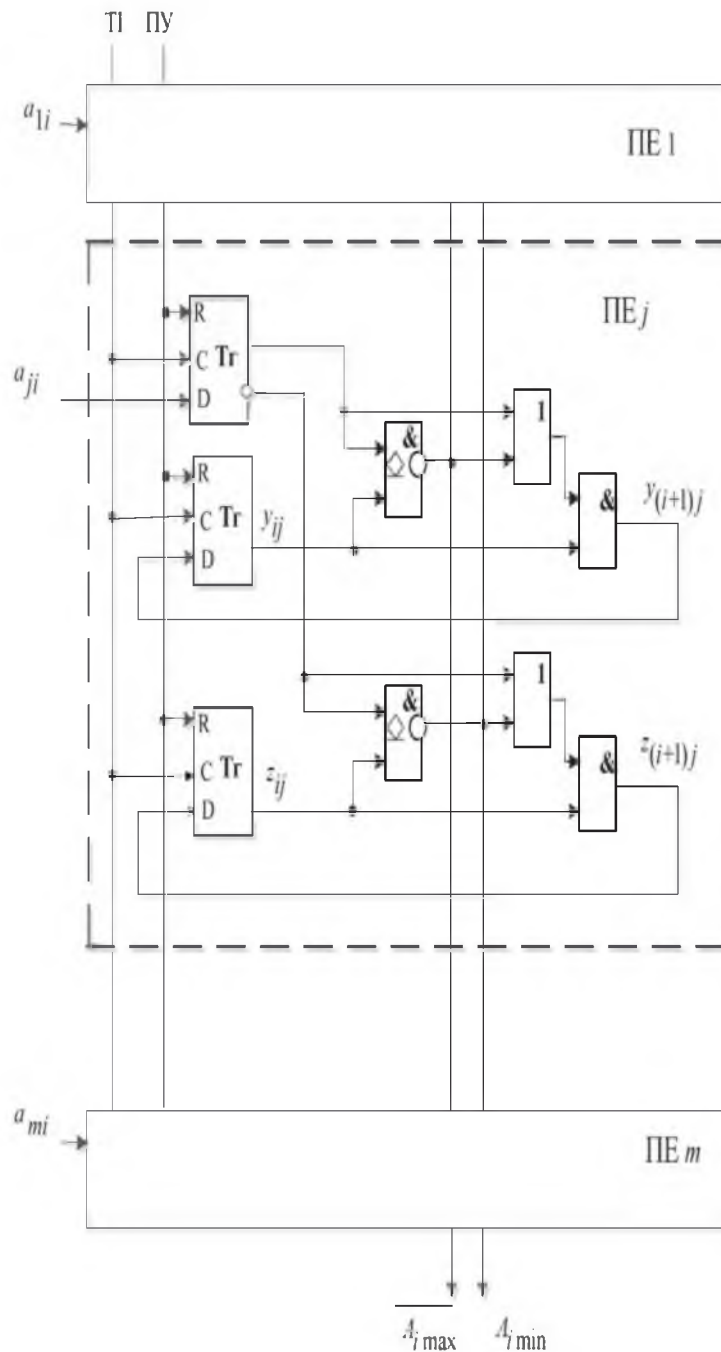 ТІ ПУ
a1i
ПЕ 1
ПЕ j
R
C Tr
D
aji
&
1
R
C Tr
D
yij
&
y(i+1)j
&
1
R
C Tr
D
zij
&
z(i+1)j
ami
ПЕ m
Ai max Ai min